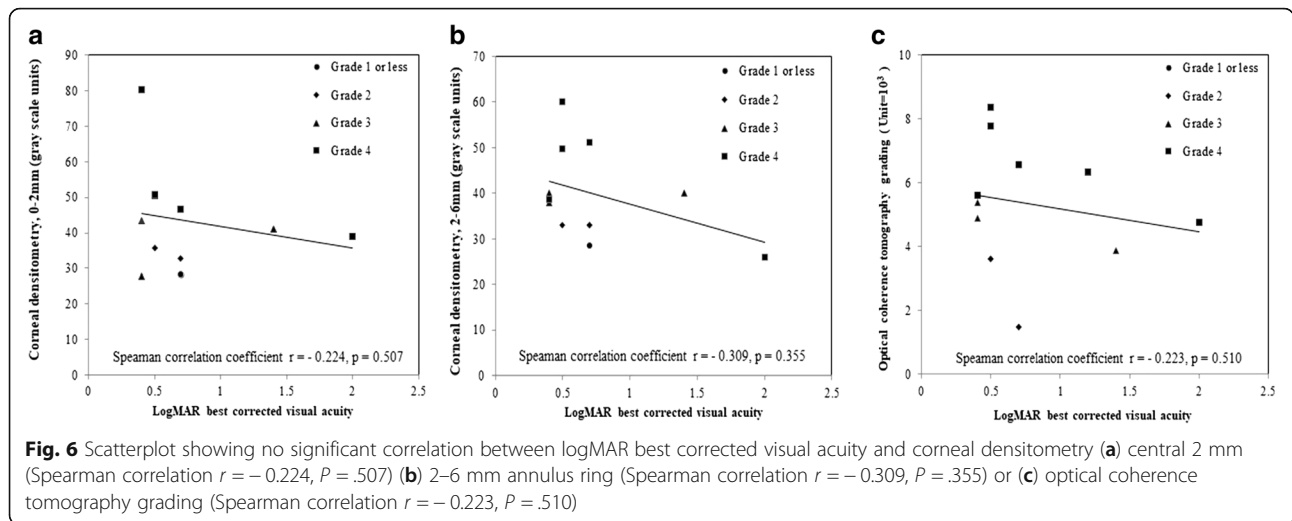 a
b
c
Corneal densitometry, 0-2mm (gray scale units)
90
80
70
60
50
40
30
20
10
0
0 0.5 1 1.5 2 2.5
LogMAR best corrected visual acuity
Grade 1 or less
Grade 2
Grade 3
Grade 4
Speaman correlation coefficient r = - 0.224, p = 0.507
Corneal densitometry, 2-6mm (gray scale units)
70
60
50
40
30
20
10
0
0 0.5 1 1.5 2 2.5
LogMAR best corrected visual acuity
Grade 1 or less
Grade 2
Grade 3
Grade 4
Speaman correlation coefficient r = - 0.309, p = 0.355
Optical coherence tomography grading ( Unit=10³)
10
8
6
4
2
0
0 0.5 1 1.5 2 2.5
LogMAR best corrected visual acuity
Grade 1 or less
Grade 2
Grade 3
Grade 4
Speaman correlation coefficient r = - 0.223, p = 0.510
Fig. 6 Scatterplot showing no significant correlation between logMAR best corrected visual acuity and corneal densitometry (a) central 2 mm
(Spearman correlation r = − 0.224, P = .507) (b) 2–6 mm annulus ring (Spearman correlation r = − 0.309, P = .355) or (c) optical coherence
tomography grading (Spearman correlation r = − 0.223, P = .510)